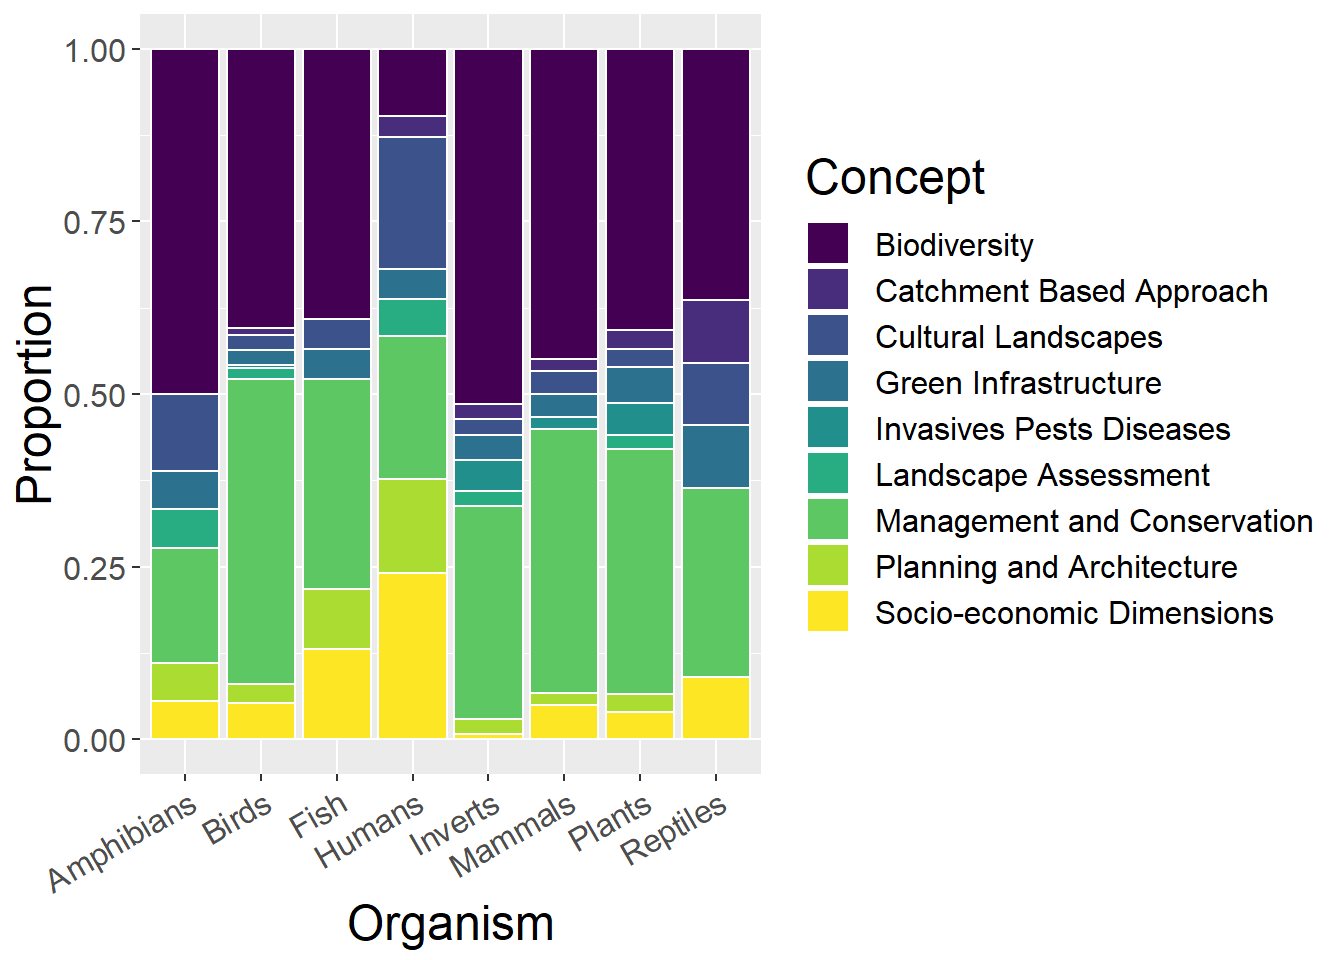 1.00
0.75
0.50
0.25
0.00
Proportion
Amphibians
Birds
Fish
Humans
Inverts
Mammals
Plants
Reptiles
Organism
Concept
Biodiversity
Catchment Based Approach
Cultural Landscapes
Green Infrastructure
Invasives Pests Diseases
Landscape Assessment
Management and Conservation
Planning and Architecture
Socio-economic Dimensions